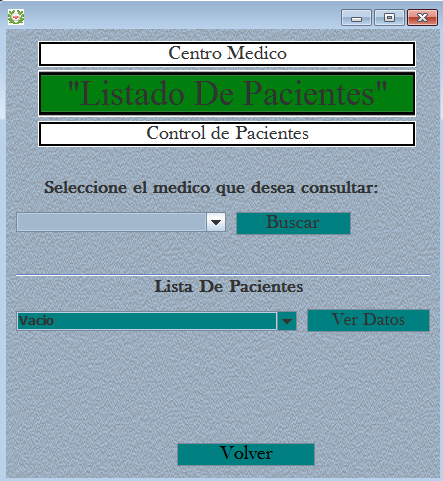 Centro Medico
"Listado De Pacientes"
Control de Pacientes
Seleccione el medico que desea consultar:
Buscar
Lista De Pacientes
Vacio
Ver Datos
Volver